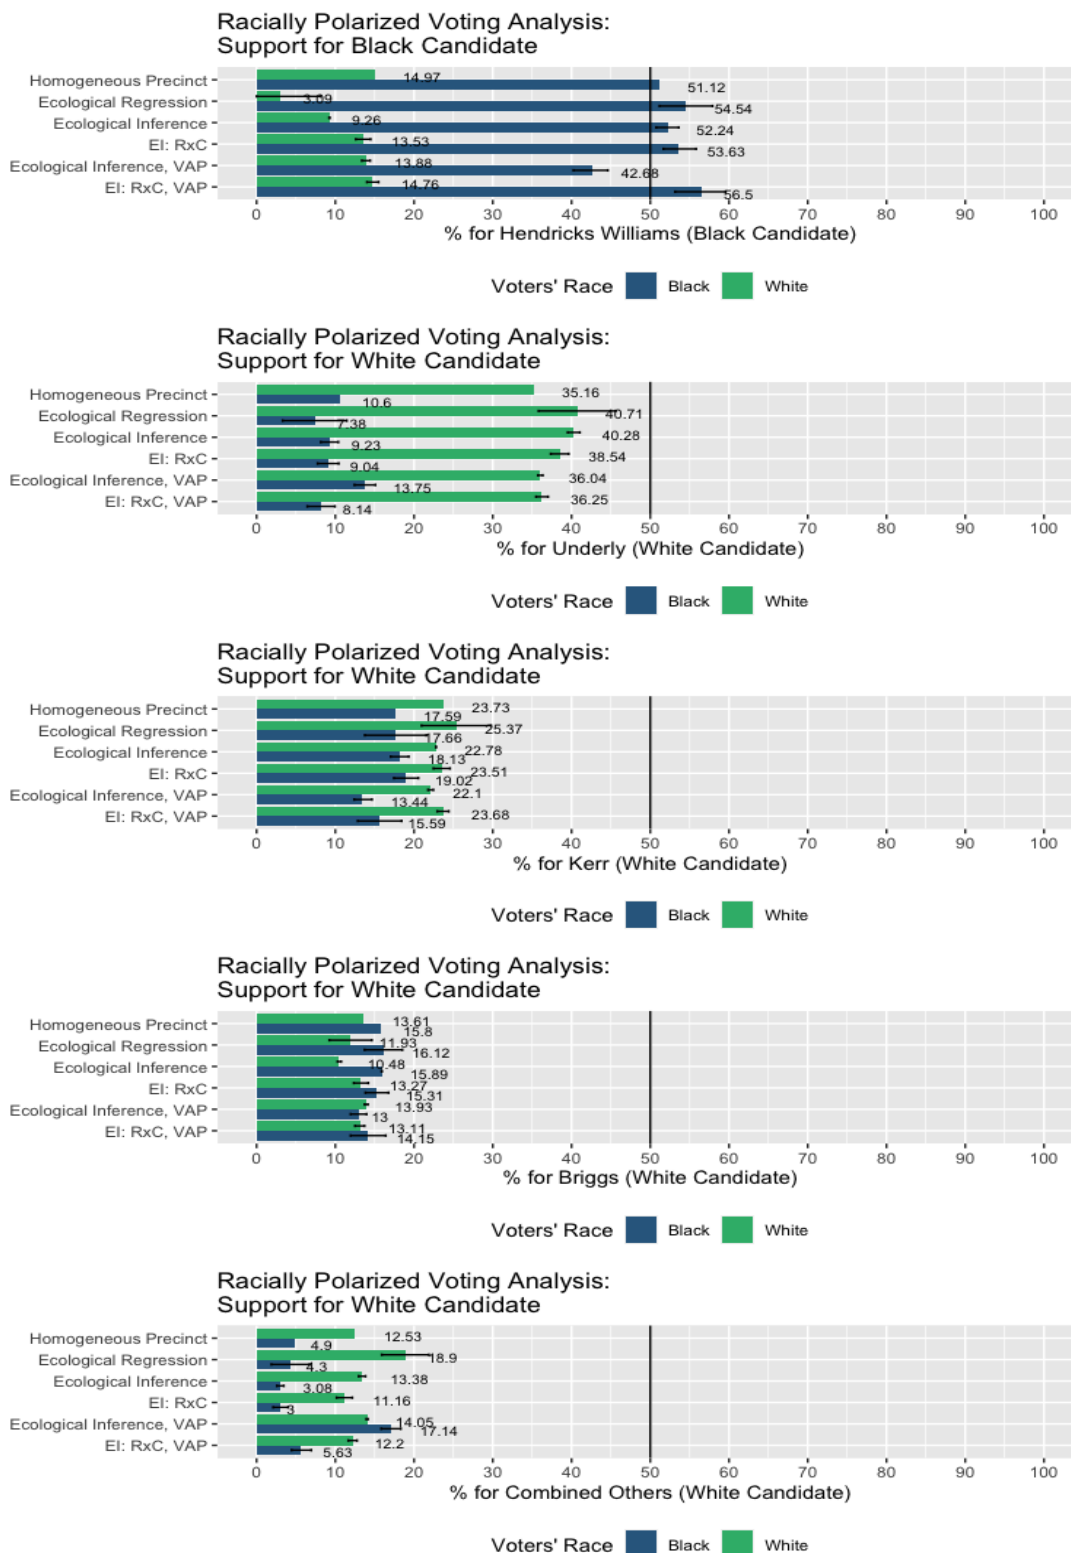 Racially Polarized Voting Analysis:
Support for Black Candidate
Homogeneous Precinct
14.97
51.12
Ecological Regression
3.09
54.54
Ecological Inference
9.26
52.24
EI: RxC
13.53
53.63
Ecological Inference, VAP
13.88
42.68
EI: RxC, VAP
14.76
56.5
0 10 20 30 40 50 60 70 80 90 100
% for Hendricks Williams (Black Candidate)
Voters' Race Black White
Racially Polarized Voting Analysis:
Support for White Candidate
Homogeneous Precinct
35.16
10.6
Ecological Regression
40.71
7.38
Ecological Inference
40.28
9.23
EI: RxC
38.54
9.04
Ecological Inference, VAP
36.04
13.75
EI: RxC, VAP
36.25
8.14
0 10 20 30 40 50 60 70 80 90 100
% for Underly (White Candidate)
Voters' Race Black White
Racially Polarized Voting Analysis:
Support for White Candidate
Homogeneous Precinct
23.73
17.59
Ecological Regression
25.37
17.66
Ecological Inference
22.78
18.13
EI: RxC
23.51
19.02
Ecological Inference, VAP
22.1
13.44
EI: RxC, VAP
23.68
15.59
0 10 20 30 40 50 60 70 80 90 100
% for Kerr (White Candidate)
Voters' Race Black White
Racially Polarized Voting Analysis:
Support for White Candidate
Homogeneous Precinct
13.61
15.8
Ecological Regression
11.93
16.12
Ecological Inference
10.48
15.89
EI: RxC
13.27
15.31
Ecological Inference, VAP
13.93
13
EI: RxC, VAP
13.11
14.15
0 10 20 30 40 50 60 70 80 90 100
% for Briggs (White Candidate)
Voters' Race Black White
Racially Polarized Voting Analysis:
Support for White Candidate
Homogeneous Precinct
12.53
4.9
Ecological Regression
18.9
4.3
Ecological Inference
13.38
3.08
EI: RxC
11.16
3
Ecological Inference, VAP
14.05
17.14
EI: RxC, VAP
12.2
5.63
0 10 20 30 40 50 60 70 80 90 100
% for Combined Others (White Candidate)
Voters' Race Black White